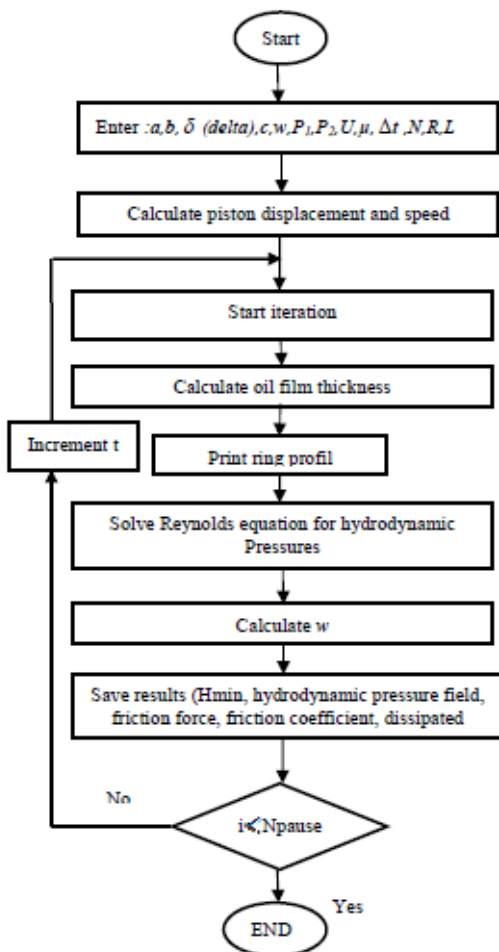 Start
Enter :a,b, δ (delta),c,w,P1,P2,U,µ, Δt ,N,R,L
Calculate piston displacement and speed
Start iteration
Calculate oil film thickness
Increment t
Print ring profil
Solve Reynolds equation for hydrodynamic
Pressures
Calculate w
Save results (Hmin, hydrodynamic pressure field,
friction force, friction coefficient, dissipated
No
Npause
Yes
END